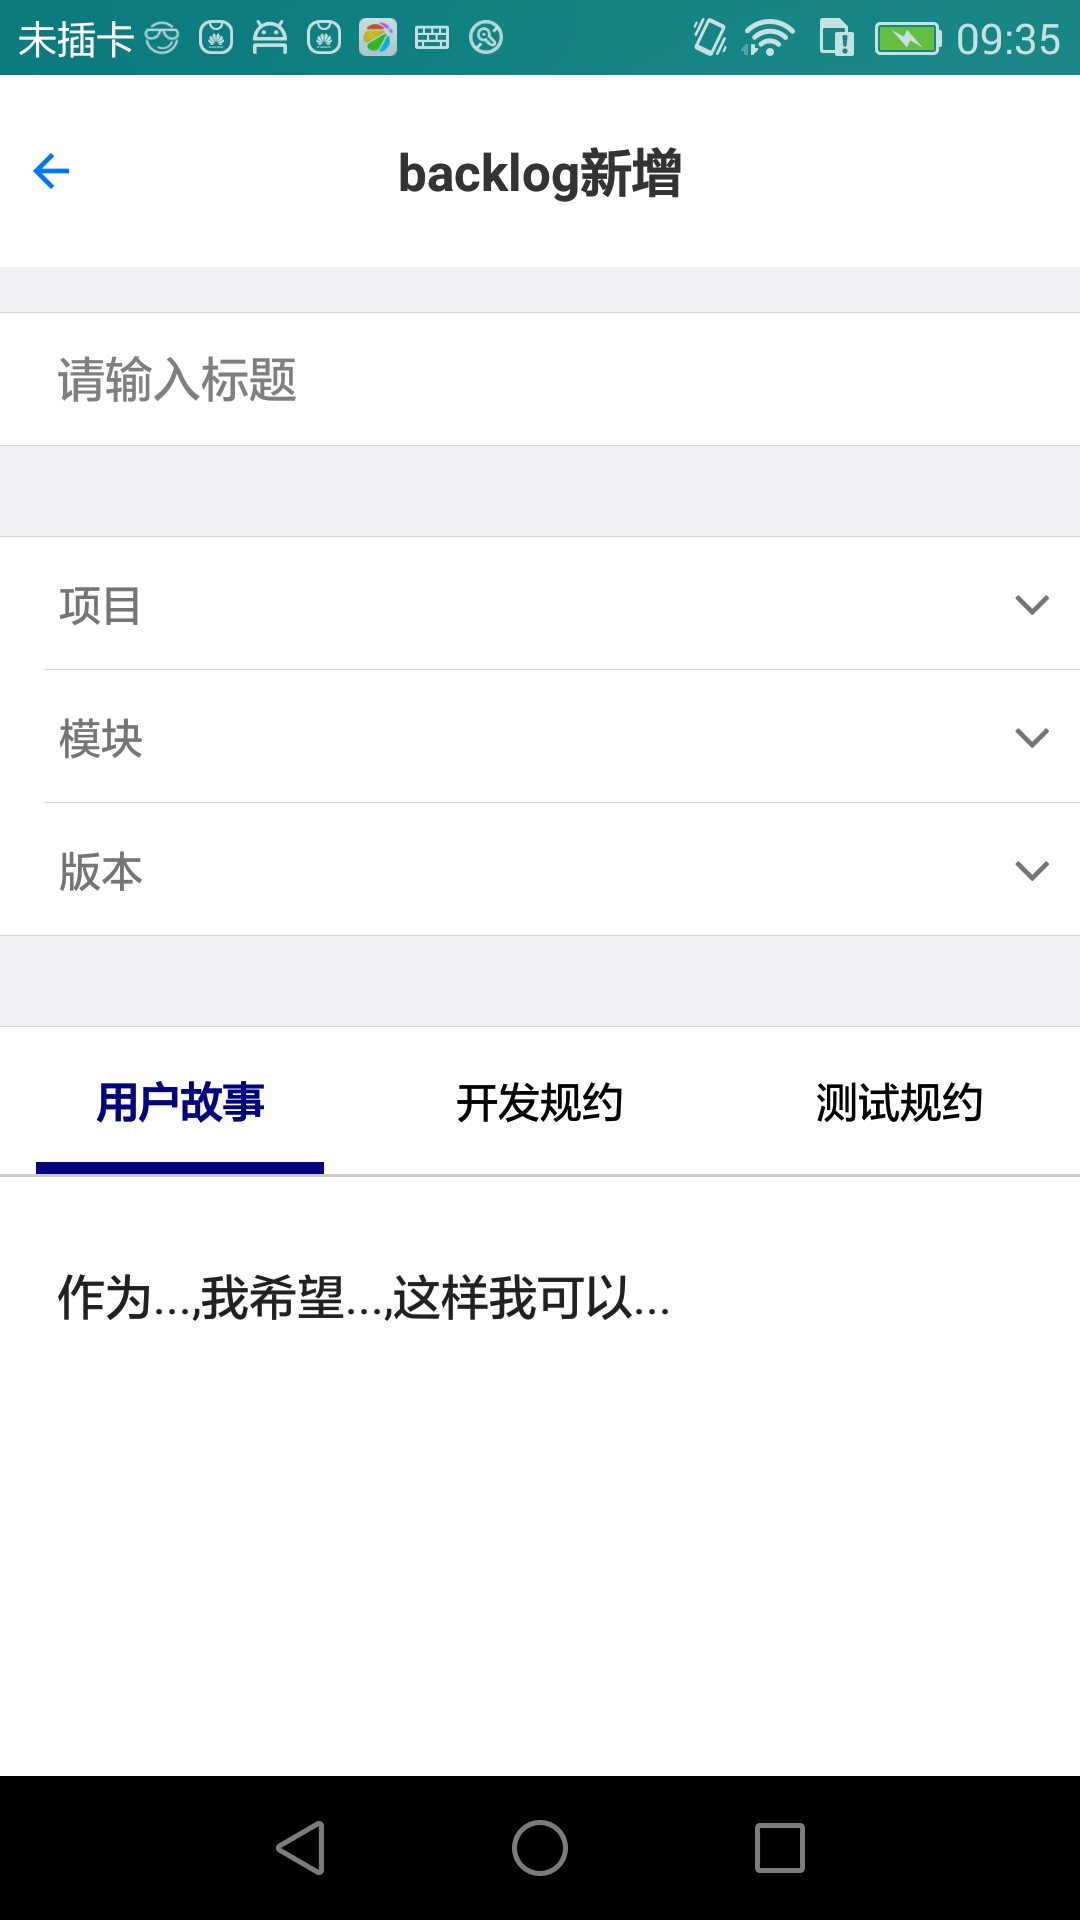 未插卡 09:35
backlog新增
请输入标题
项目
模块
版本
用户故事 开发规约 测试规约
作为...,我希望...,这样我可以...